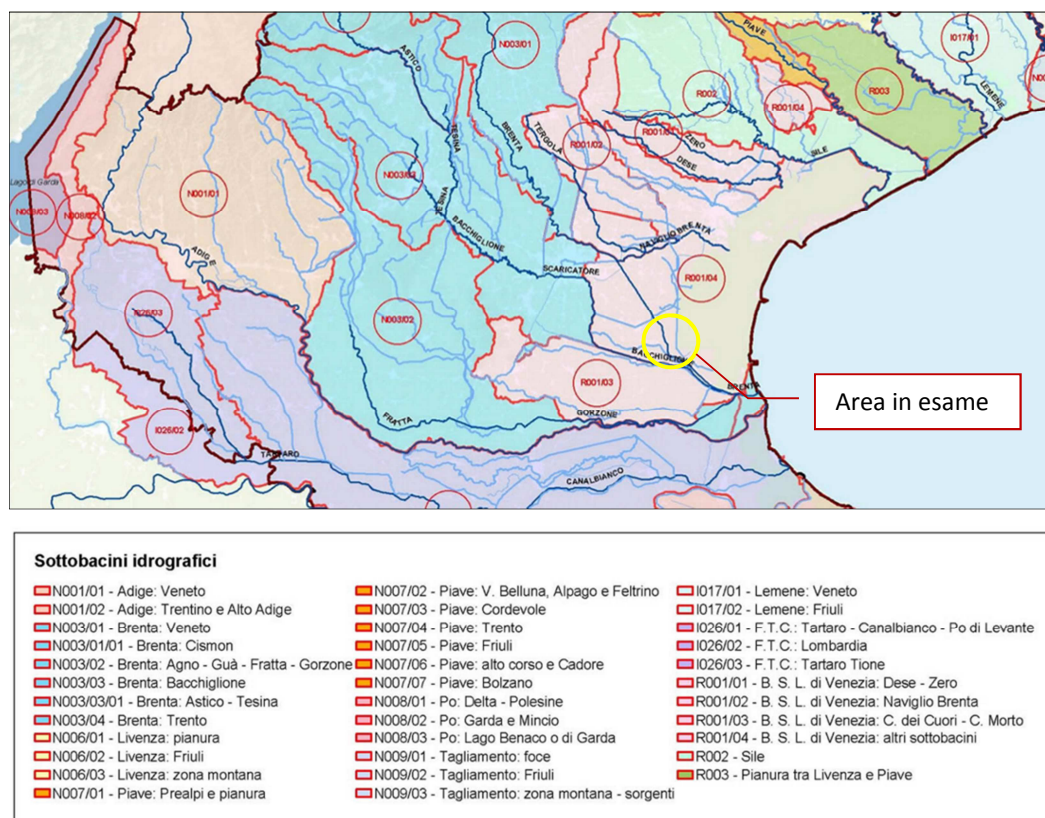 PIAVE
I017/01
N003/01
ASTICO
LEMENE
R002
R003
R001/04
TESINA
BRENTA
TERGOLA
ZERO
R001/02
DESE
SILE
N003/03
Lago di Garda
N001/01
N008/03
N008/02
TESINA
BACCHIGLIONE
NAVIGLIO BRENTA
ADIGE
SCARICATORE
R001/04
I026/03
N003/02
BACCHIGLIONE
R001/03
BRENTA
Area in esame
GORZONE
FRATTA
I026/02
TARTARO
CANALBIANCO
Sottobacini idrografici
N001/01 - Adige: Veneto
N001/02 - Adige: Trentino e Alto Adige
N003/01 - Brenta: Veneto
N003/01/01 - Brenta: Cismon
N003/02 - Brenta: Agno - Guà - Fratta - Gorzone
N003/03 - Brenta: Bacchiglione
N003/03/01 - Brenta: Astico - Tesina
N003/04 - Brenta: Trento
N006/01 - Livenza: pianura
N006/02 - Livenza: Friuli
N006/03 - Livenza: zona montana
N007/01 - Piave: Prealpi e pianura
N007/02 - Piave: V. Belluna, Alpago e Feltrino
N007/03 - Piave: Cordevole
N007/04 - Piave: Trento
N007/05 - Piave: Friuli
N007/06 - Piave: alto corso e Cadore
N007/07 - Piave: Bolzano
N008/01 - Po: Delta - Polesine
N008/02 - Po: Garda e Mincio
N008/03 - Po: Lago Benaco o di Garda
N009/01 - Tagliamento: foce
N009/02 - Tagliamento: Friuli
N009/03 - Tagliamento: zona montana - sorgenti
I017/01 - Lemene: Veneto
I017/02 - Lemene: Friuli
I026/01 - F.T.C.: Tartaro - Canalbianco - Po di Levante
I026/02 - F.T.C.: Lombardia
I026/03 - F.T.C.: Tartaro Tione
R001/01 - B. S. L. di Venezia: Dese - Zero
R001/02 - B. S. L. di Venezia: Naviglio Brenta
R001/03 - B. S. L. di Venezia: C. dei Cuori - C. Morto
R001/04 - B. S. L. di Venezia: altri sottobacini
R002 - Sile
R003 - Pianura tra Livenza e Piave